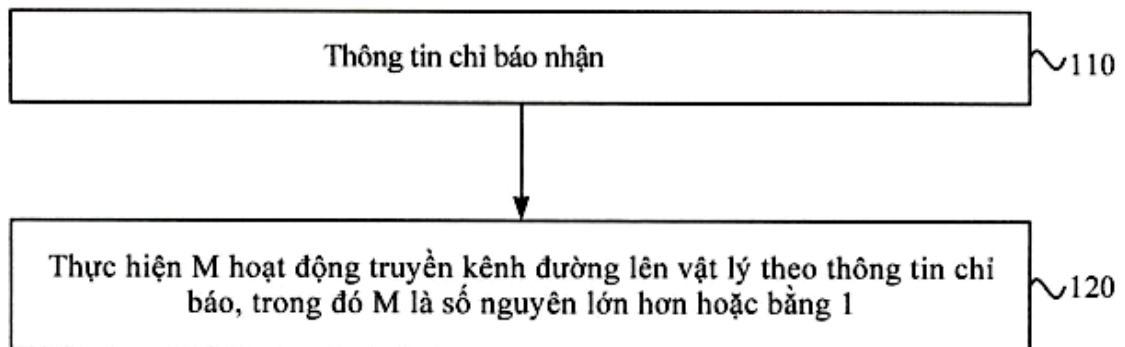 Thông tin chỉ báo nhận
110
Thực hiện M hoạt động truyền kênh đường lên vật lý theo thông tin chỉ
báo, trong đó M là số nguyên lớn hơn hoặc bằng 1
120